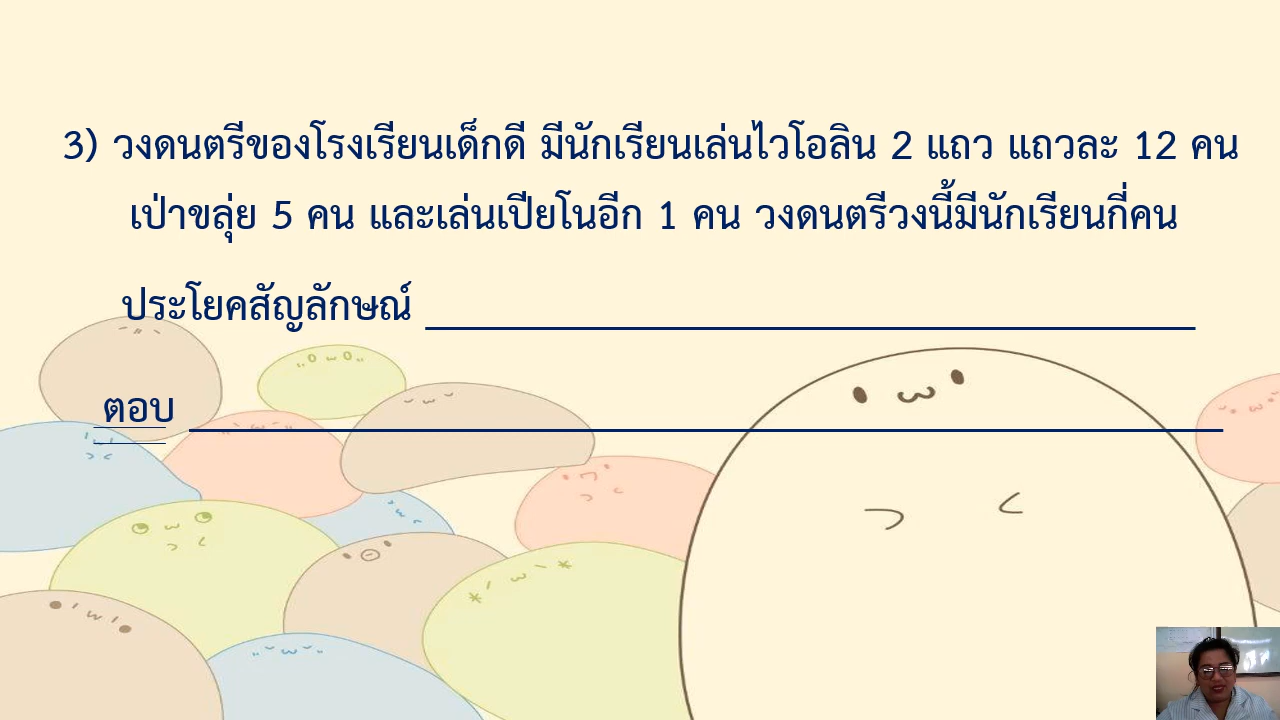 3) วงดนตรีของโรงเรียนเด็กดี มีนักเรียนเล่นไวโอลิน 2 แถว แถวละ 12 คน
เป่าขลุ่ย 5 คน และเล่นเปียโนอีก 1 คน วงดนตรีวงนี้มีนักเรียนกี่คน
ประโยคสัญลักษณ์
ตอบ